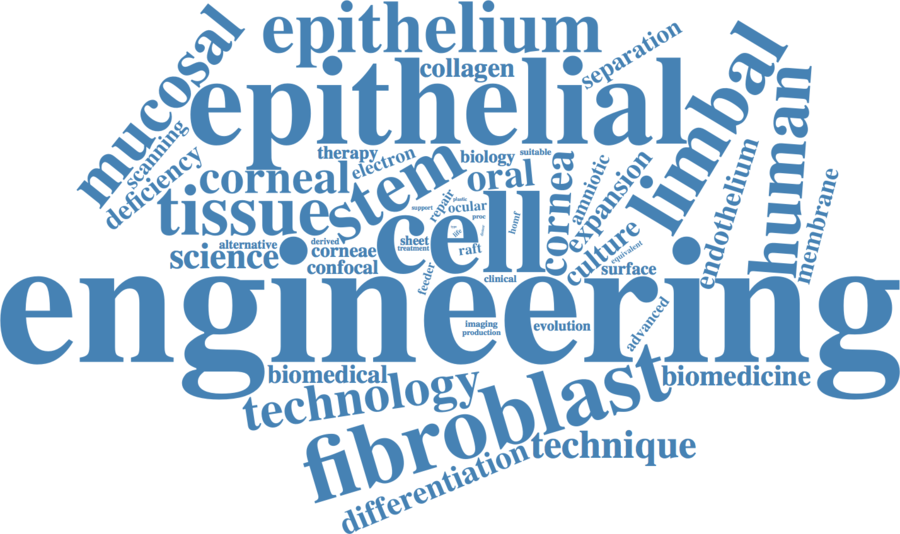 epithelium
mucosal
collagen
separation
epithelial
limbal
scanning
therapy
electron
biology
suitable
human
deficiency
corneal
stem
oral
cornea
amniotic
expansion
endothelium
membrane
tissue
support
repair
plastic
ocular
proc
cell
homf
culture
equivalent
alternative
derived
sheet
life
science
corneae
treatment
raft
confocal
feeder
clinical
surface
engineering
imaging
production
evolution
advanced
biomedical
technology
biomedicine
fibroblast
differentiation
technique